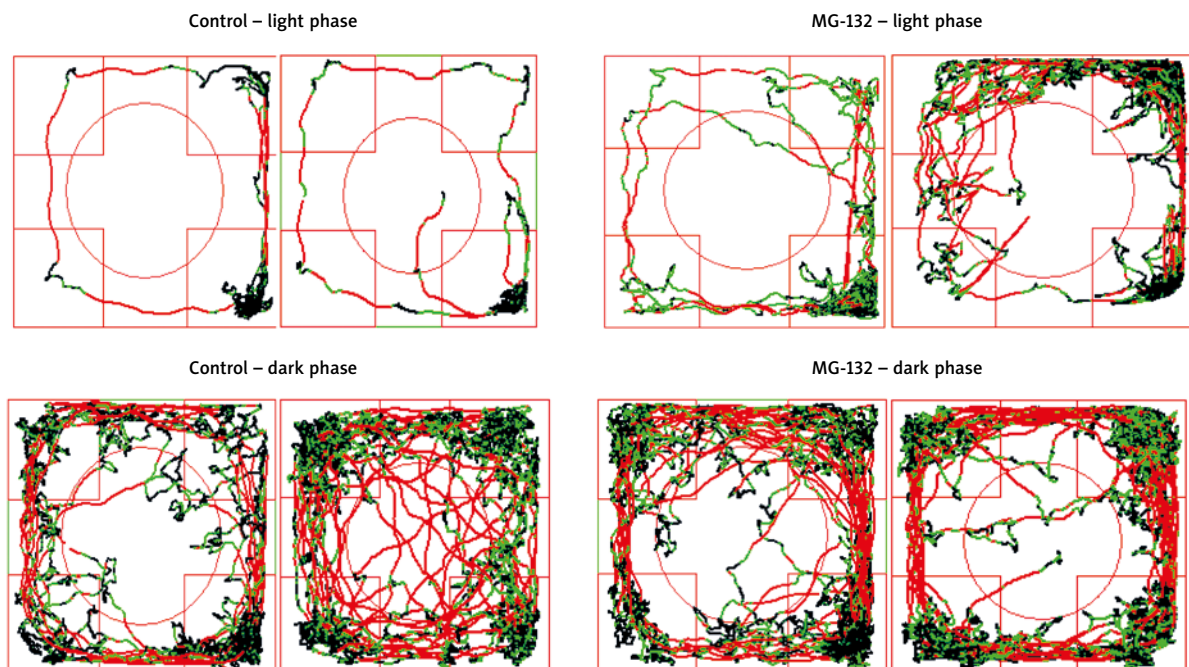 Control – light phase
MG-132 – light phase
Control – dark phase
MG-132 – dark phase